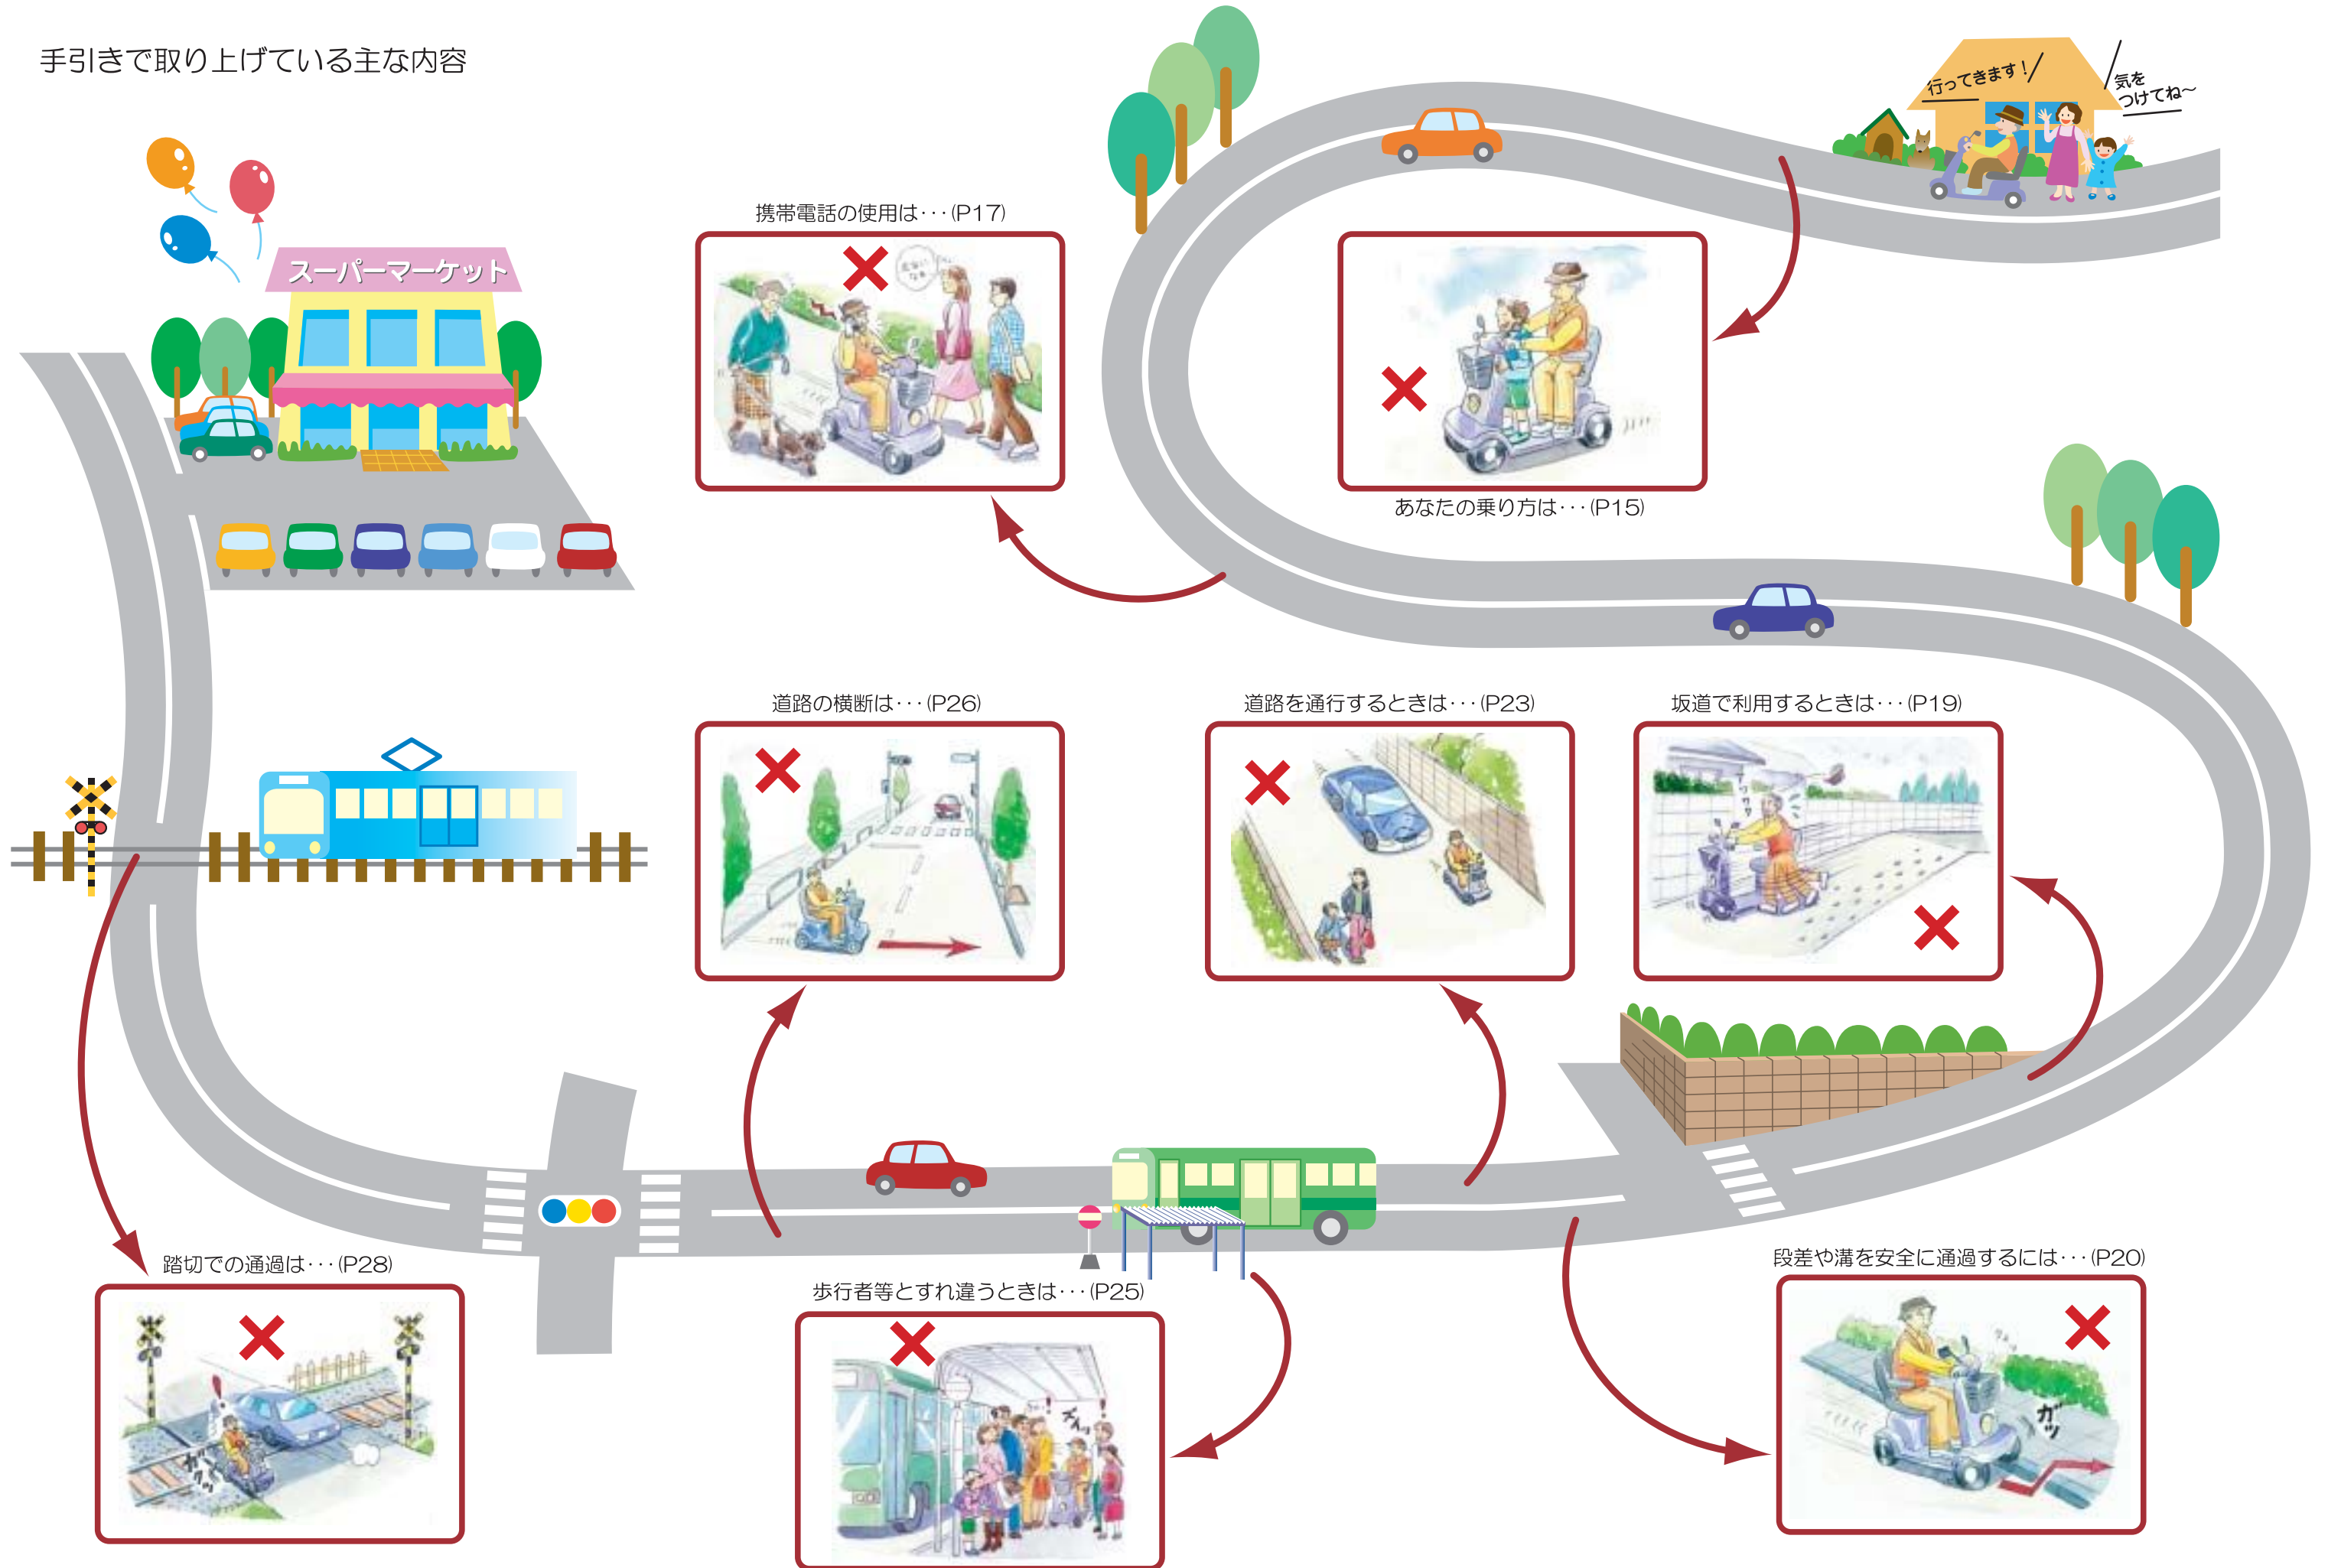 手引きで取り上げている主な内容
行ってきます！
気を
つけてね〜
スーパーマーケット
携帯電話の使用は･･･(P17)
あなたの乗り方は･･･(P15)
道路の横断は･･･(P26)
道路を通行するときは･･･(P23)
坂道で利用するときは･･･(P19)
踏切での通過は･･･(P28)
歩行者等とすれ違うときは･･･(P25)
段差や溝を安全に通過するには･･･(P20)
ガッ